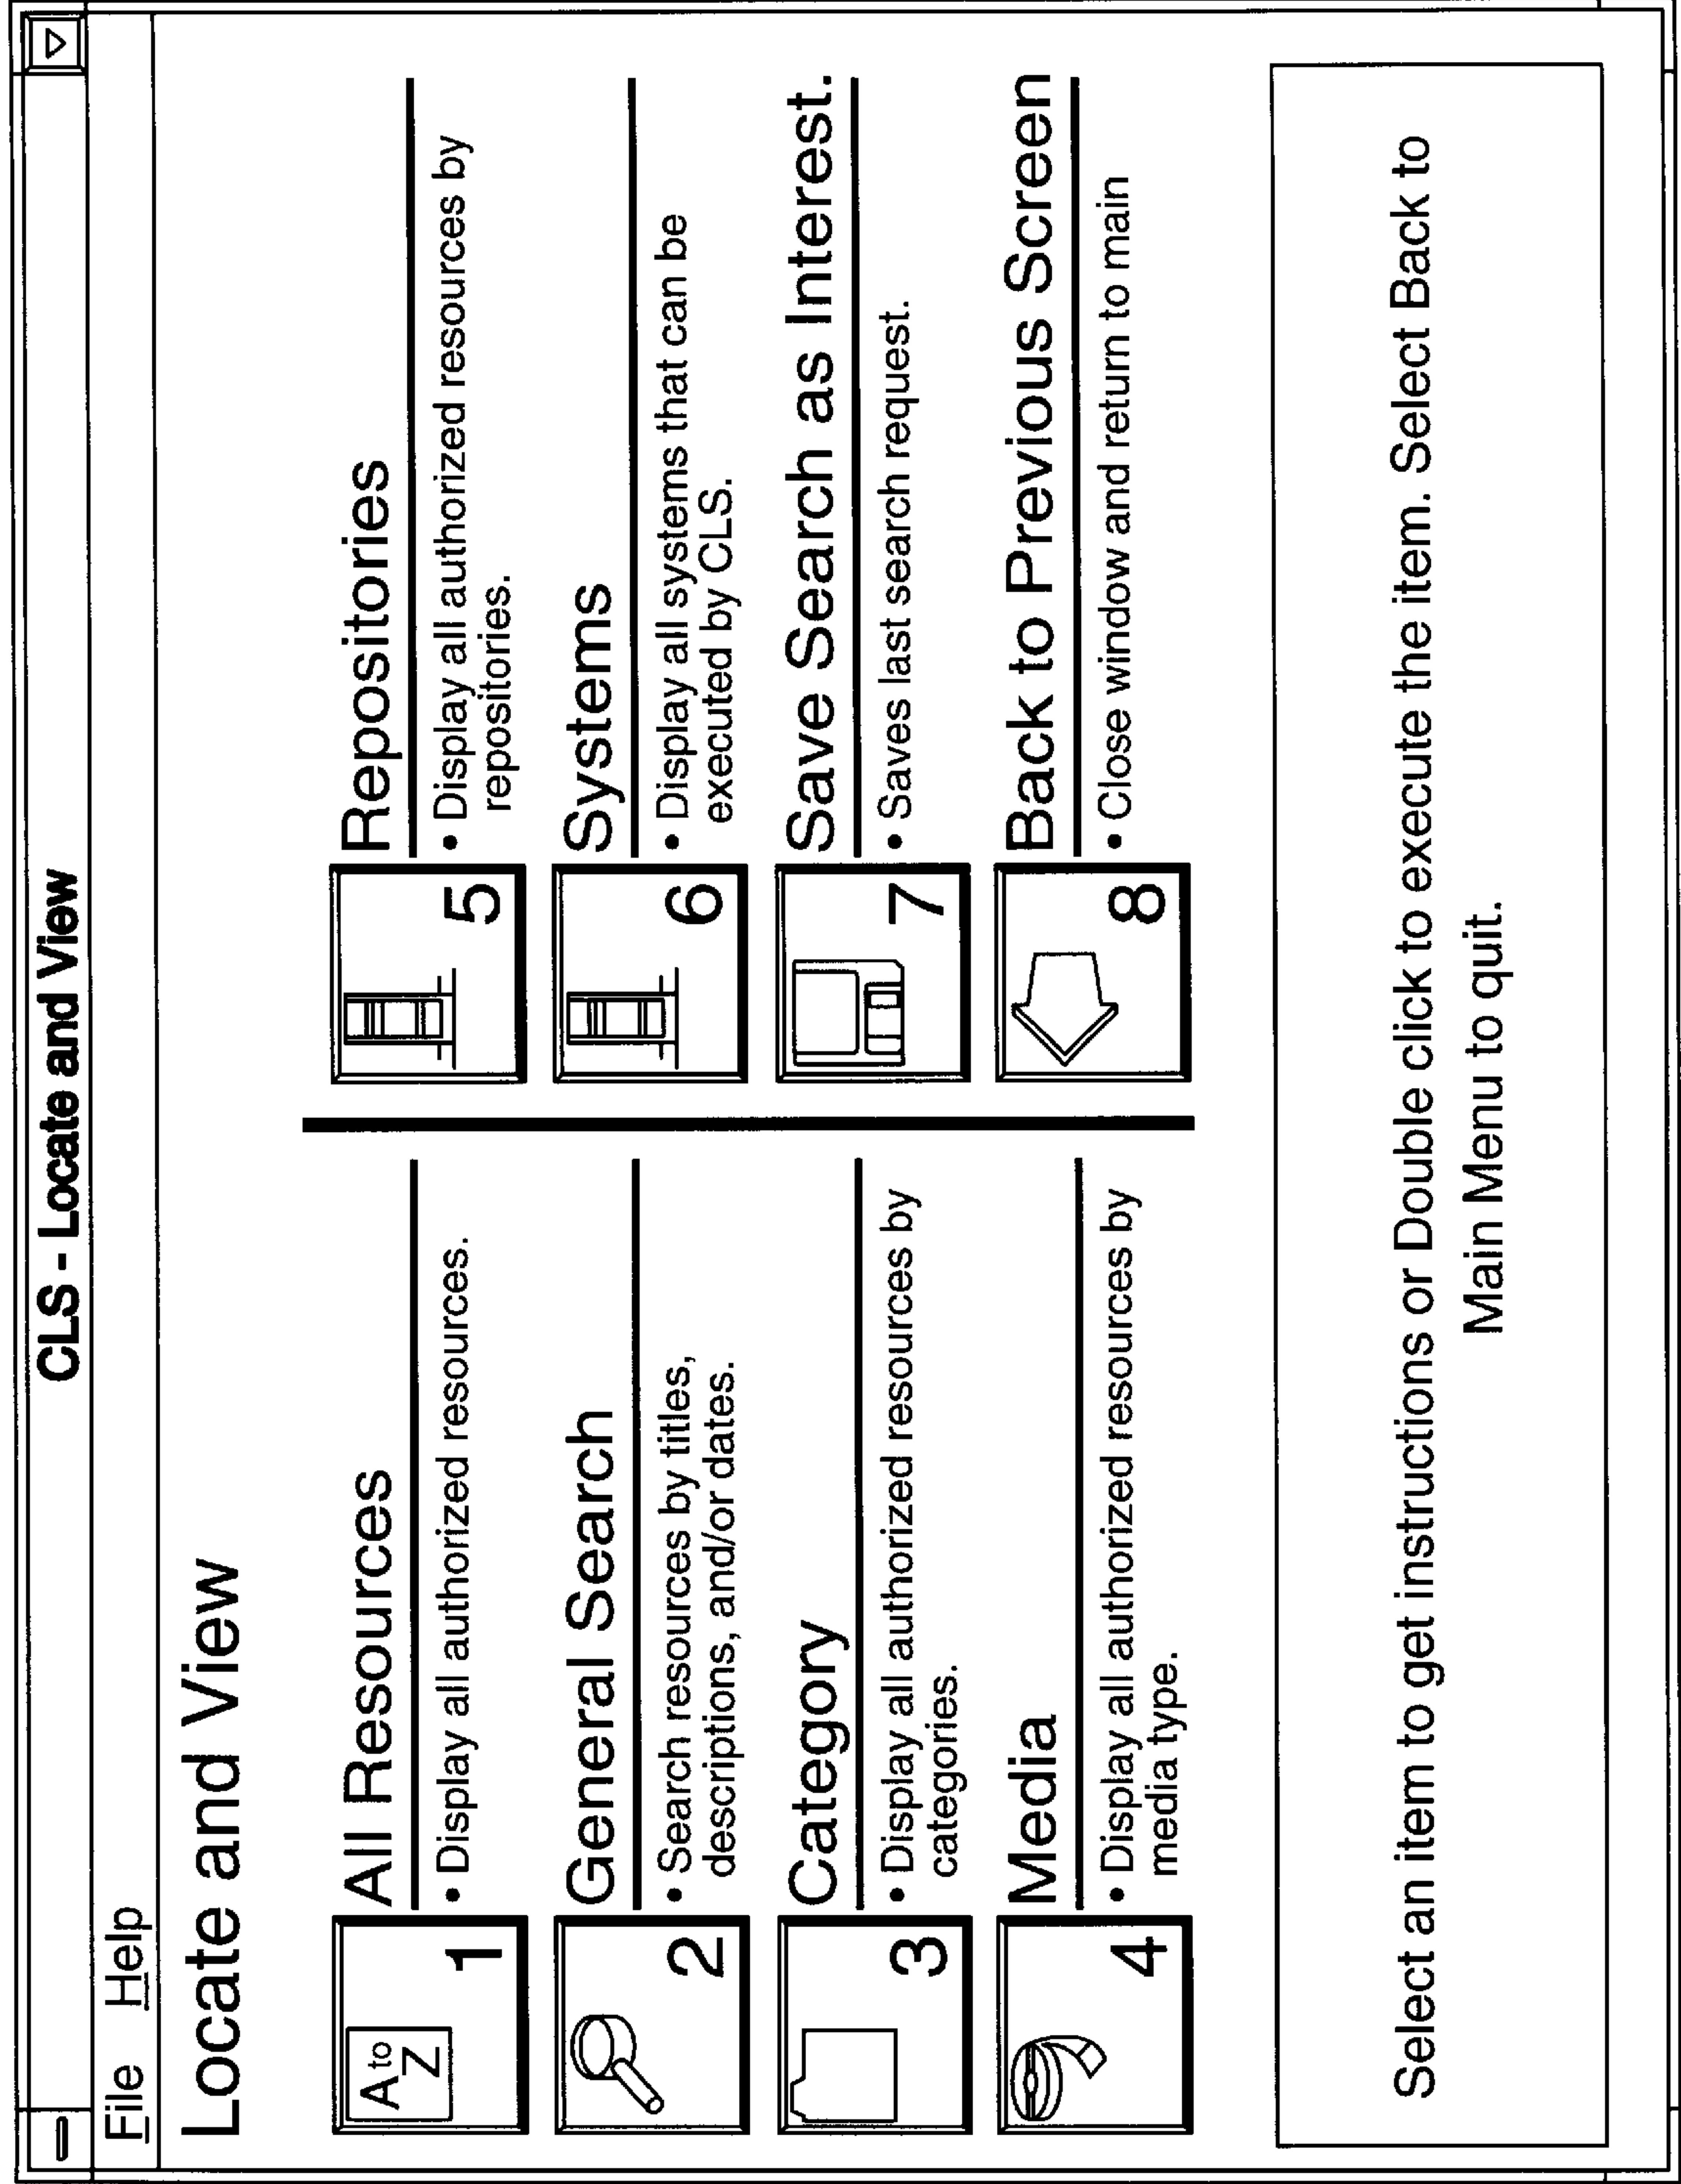 CLS - Locate and View
File Help
Locate and View
A to
Z
1
All Resources
• Display all authorized resources.
2
General Search
• Search resources by titles,
descriptions, and/or dates.
3
Category
• Display all authorized resources by
categories.
4
Media
• Display all authorized resources by
media type.
5
Repositories
• Display all authorized resources by
repositories.
6
Systems
• Display all systems that can be
executed by CLS.
7
Save Search as Interest.
• Saves last search request.
8
Back to Previous Screen
• Close window and return to main
Select an item to get instructions or Double click to execute the item. Select Back to
Main Menu to quit.